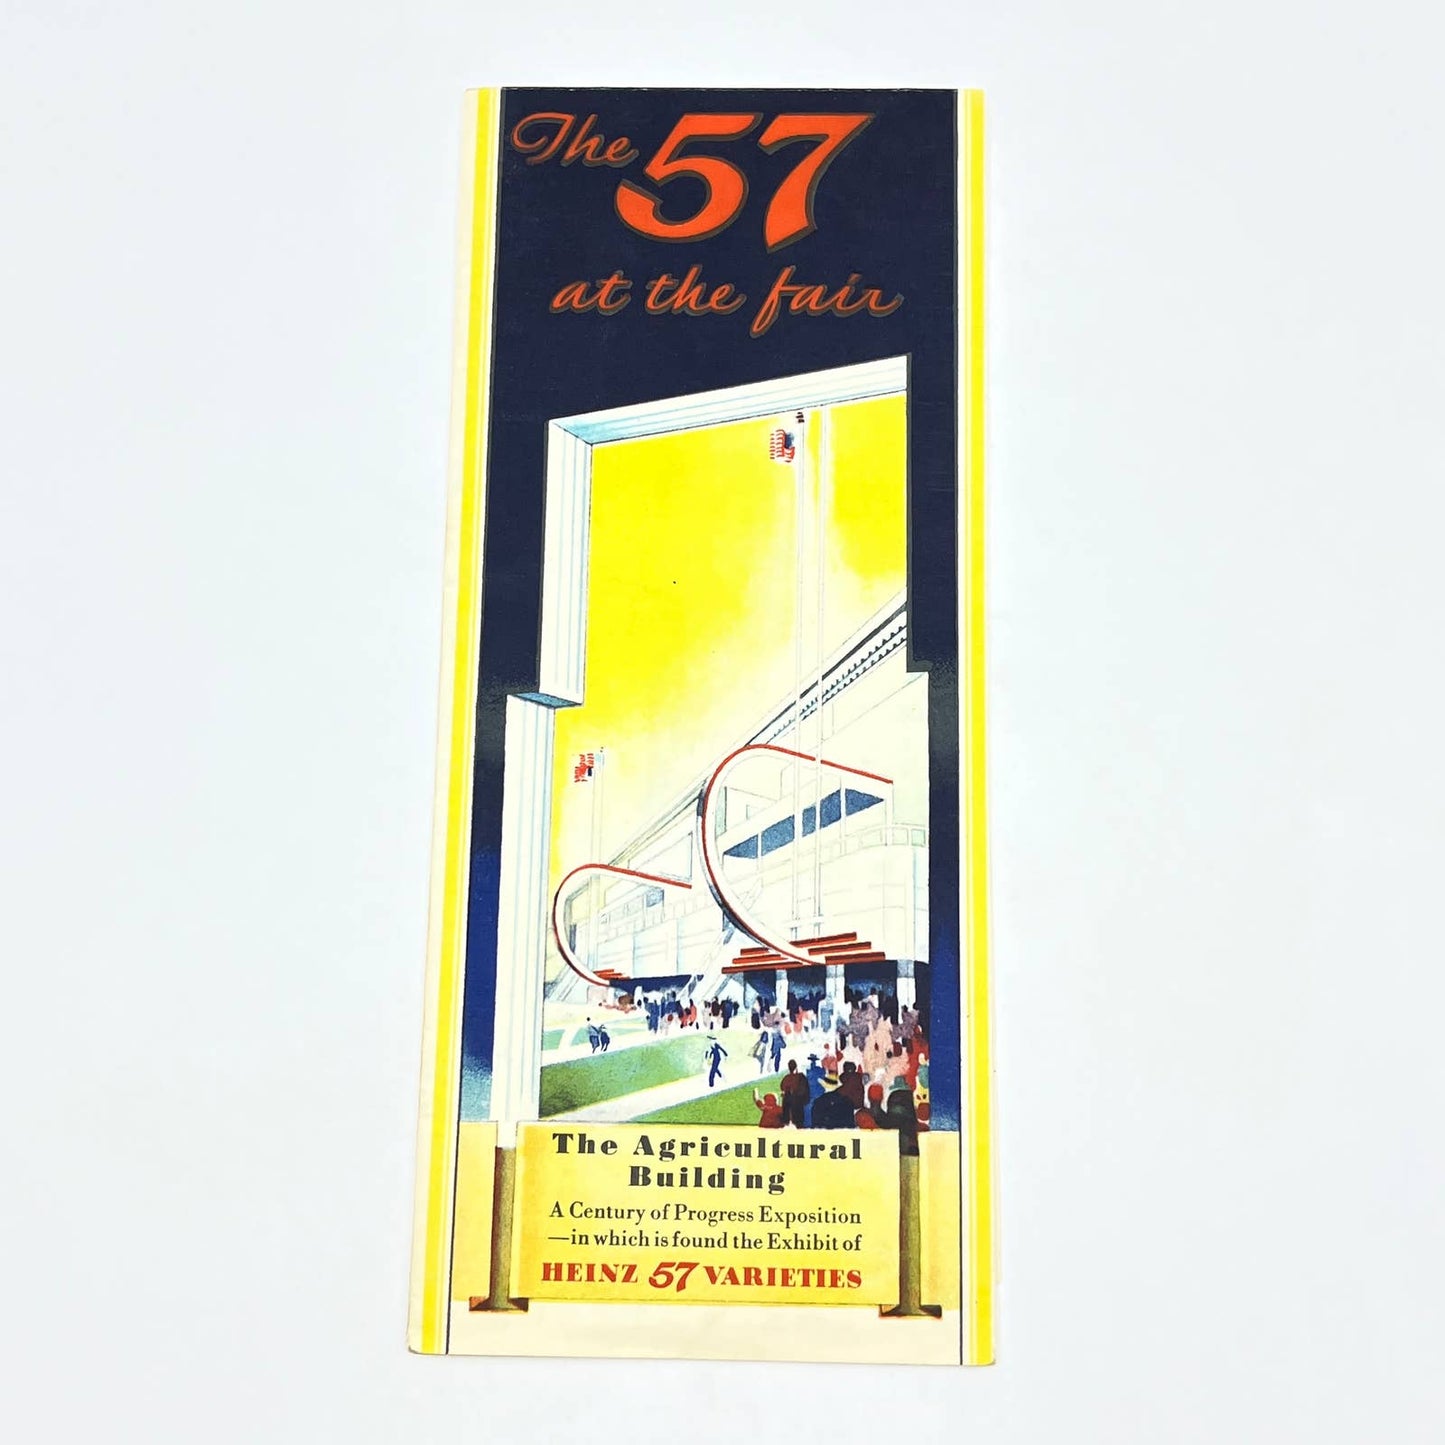 The 57
at the fair
The Agricultural
Building
A Century of Progress Exposition
—in which is found the Exhibit of
HEINZ 57 VARIETIES